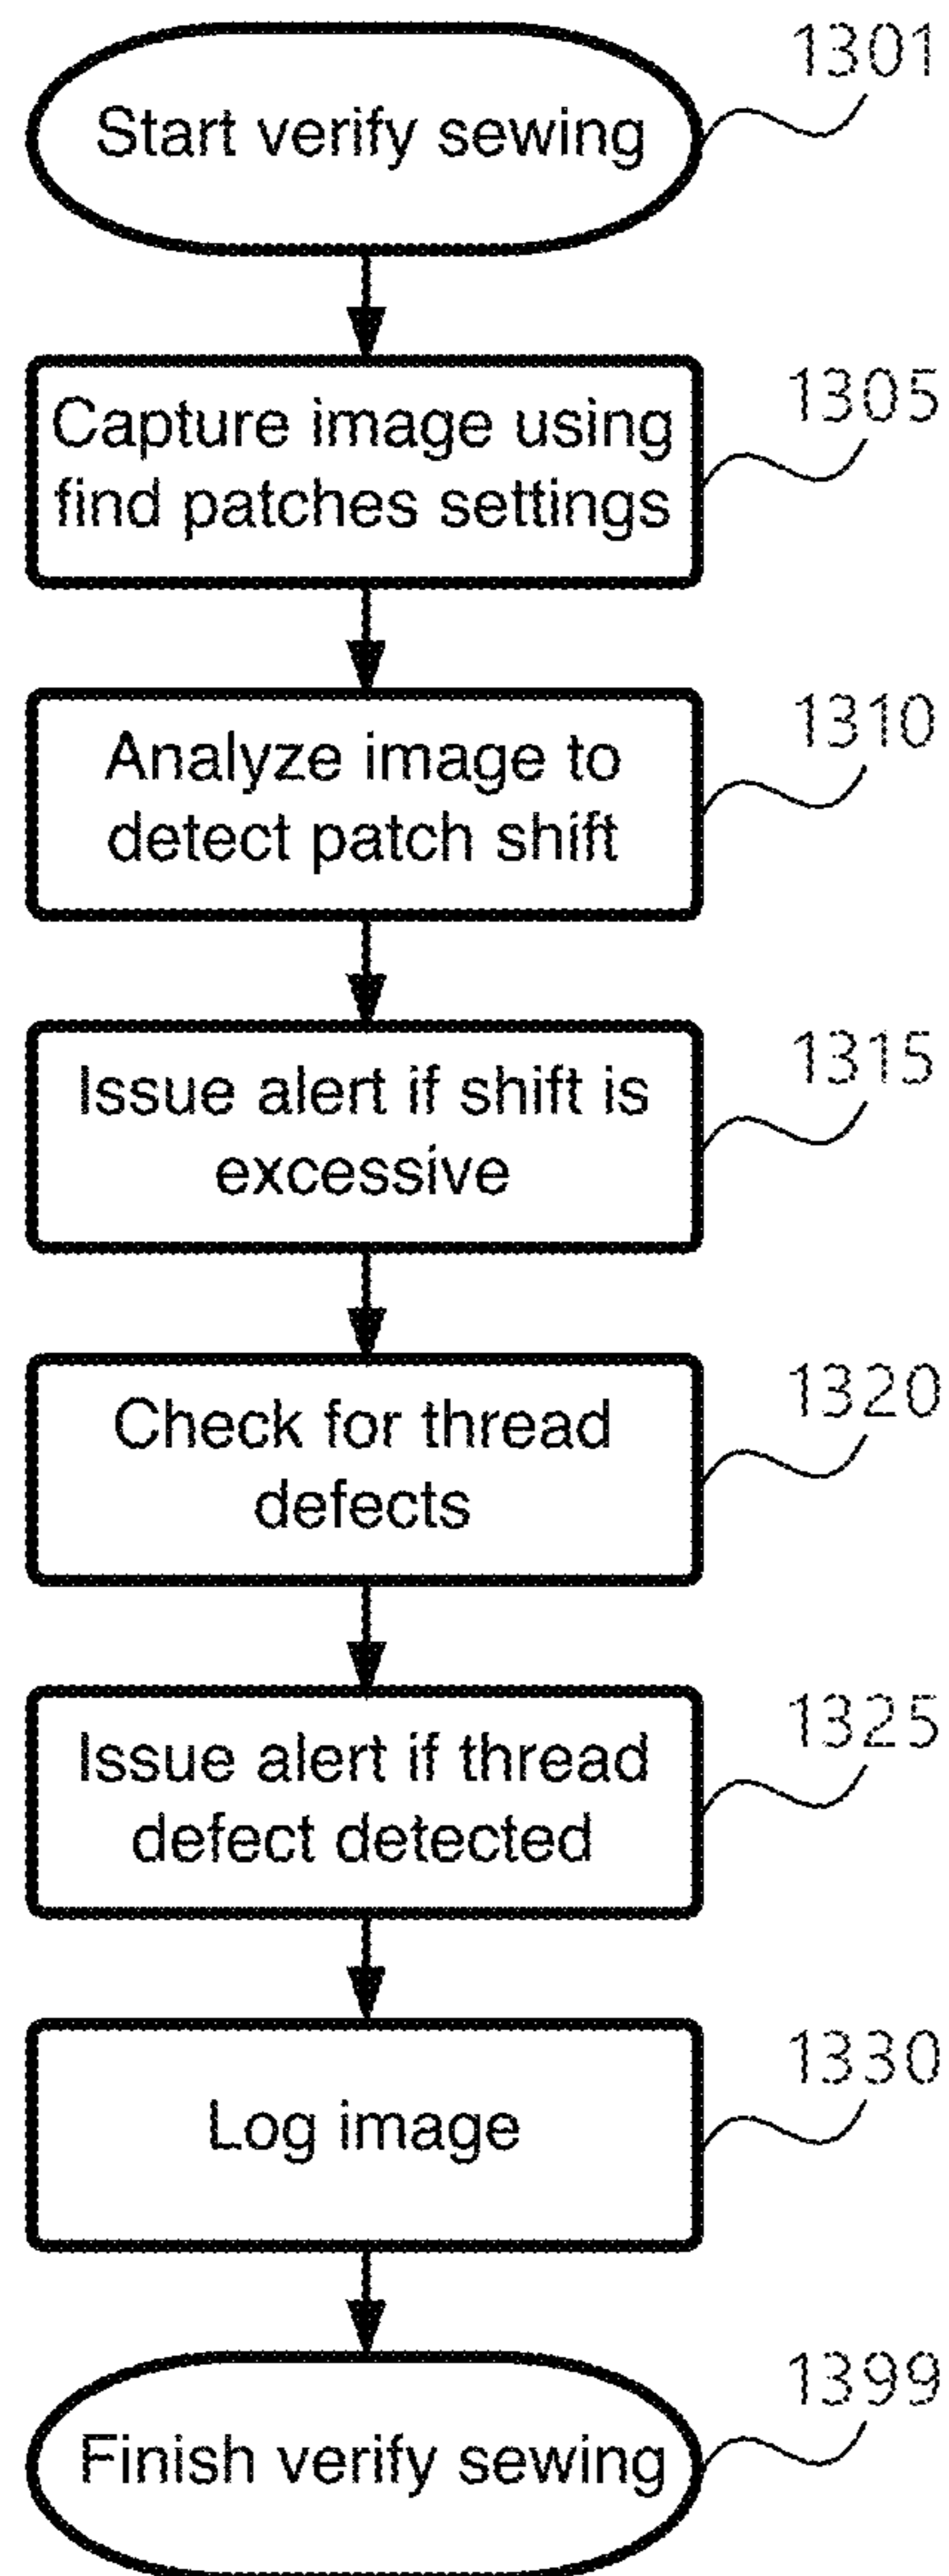 1301
Start verify sewing
1305
Capture image using
find patches settings
1310
Analyze image to
detect patch shift
1315
Issue alert if shift is
excessive
1320
Check for thread
defects
1325
Issue alert if thread
defect detected
1330
Log image
1399
Finish verify sewing